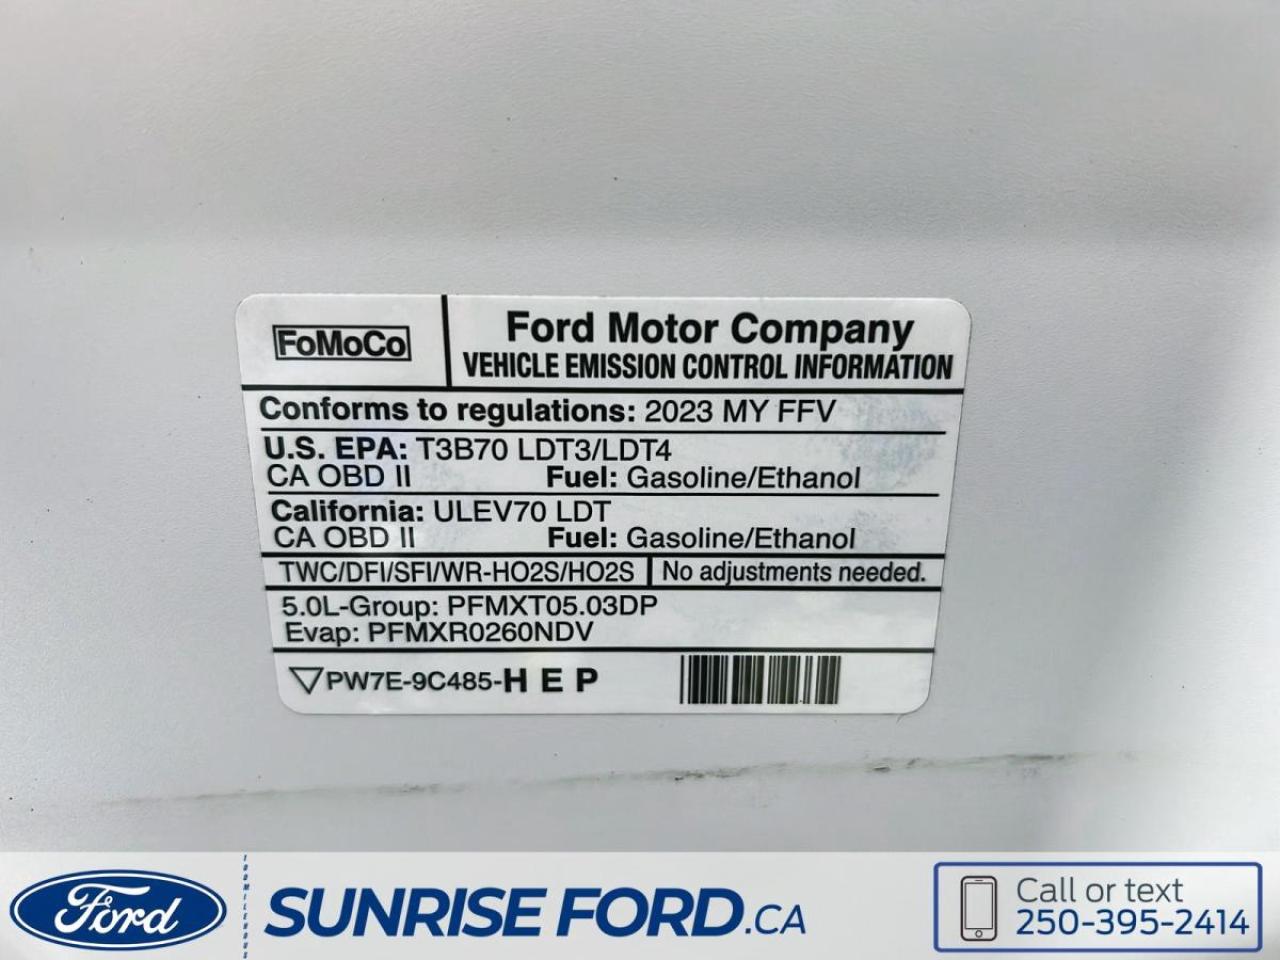 FoMoCo
Ford Motor Company
VEHICLE EMISSION CONTROL INFORMATION
Conforms to regulations: 2023 MY FFV
U.S. EPA: T3B70 LDT3/LDT4
CA OBD II Fuel: Gasoline/Ethanol
California: ULEV70 LDT
CA OBD II Fuel: Gasoline/Ethanol
TWC/DFI/SFI/WR-HO2S/HO2S No adjustments needed.
5.0L-Group: PFMXT05.03DP
Evap: PFMXR0260NDV
PW7E-9C485-H E P
Ford
100MILEHOUSE
SUNRISE FORD.CA
Call or text
250-395-2414